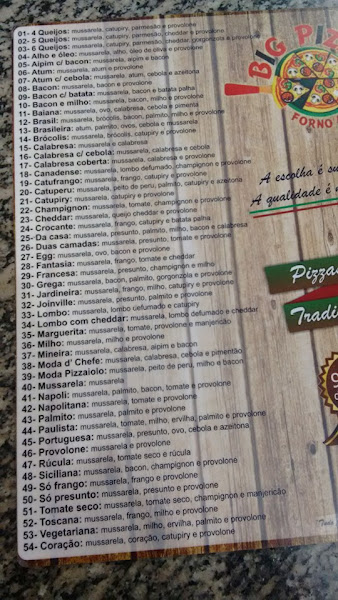 01- 4 Queijos: mussarela, catupiry, parmesão e provolone
02- 5 Queijos: mussarela, catupiry, parmesão, cheddar e provolone
03- 6 Queijos: mussarela, catupiry, parmesão, cheddar, gorgonzola e provolone
04- Alho e óleo: mussarela, alho, óleo de oliva e provolone
05- Aipim c/ bacon: mussarela, aipim e bacon
06- Atum: mussarela, atum e provolone
07- Atum c/ cebola: mussarela, atum, cebola e azeitona
08- Bacon: mussarela, bacon e provolone
09- Bacon c/ batata: mussarela, bacon e batata palha
10- Bacon e milho: mussarela, bacon, milho e provolone
11- Baiana: mussarela, ovo, calabresa, cebola e pimenta
12- Brasil: mussarela, brócolis, bacon, palmito, milho e provolone
13- Brasileira: atum, palmito, ovos, cebola e mussarela
14- Brócolis: mussarela, brócolis, catupiry e provolone
15- Calabresa: mussarela e calabresa
16- Calabresa c/ cebola: mussarela, calabresa e cebola
17- Calabresa coberta: mussarela, calabresa e provolone
18- Canadense: mussarela, lombo defumado, champignon e provolone
19- Catufrango: mussarela, frango, catupiry e provolone
20- Catuperu: mussarela, peito de peru, palmito, catupiry e azeitona
21- Catupiry: mussarela, catupiry e provolone
22- Champignon: mussarela, tomate, champignon e provolone
23- Cheddar: mussarela, queijo cheddar e provolone
24- Crocante: mussarela, frango, catupiry e batata palha
25- Da casa: mussarela, presunto, palmito, milho, bacon e calabresa
26- Duas camadas: mussarela, presunto, tomate e provolone
27- Egg: mussarela, ovo, bacon e provolone
28- Fantasia: mussarela, frango, tomate e cheddar
29- Francesa: mussarela, presunto, champignon e milho
30- Grega: mussarela, bacon, palmito, gorgonzola e provolone
31- Jardineira: mussarela, frango, milho, catupiry e provolone
32- Joinville: mussarela, presunto, palmito e provolone
33- Lombo: mussarela, lombo defumado e catupiry
34- Lombo com cheddar: mussarela, lombo defumado e cheddar
35- Marguerita: mussarela, tomate, provolone e manjericão
36- Milho: mussarela, milho e provolone
37- Mineira: mussarela, calabresa, aipim e bacon
38- Moda d' Chefe: mussarela, calabresa, cebola e pimentão
39- Moda Pizzaiolo: mussarela, peito de peru, milho e bacon
40- Mussarela: mussarela
41- Napoli: mussarela, palmito, bacon, tomate e provolone
42- Napolitana: mussarela, tomate e provolone
43- Palmito: mussarela, palmito e provolone
44- Paulista: mussarela, tomate, milho, ervilha, palmito e provolone
45- Portuguesa: mussarela, presunto, ovo, cebola e azeitona
46- Provolone: mussarela e provolone
47- Rúcula: mussarela, tomate seco e rúcula
48- Siciliana: mussarela, bacon, champignon e provolone
49- Só frango: mussarela, frango e provolone
50- Só presunto: mussarela, presunto e provolone
51- Tomate seco: mussarela, tomate seco, champignon e manjericão
52- Toscana: mussarela, frango, milho e provolone
53- Vegetariana: mussarela, milho, ervilha, palmito e provolone
54- Coração: mussarela, coração, catupiry e provolone
BIG
FORNO
A escolha é su
A qualidade é
Pizza
Tradi